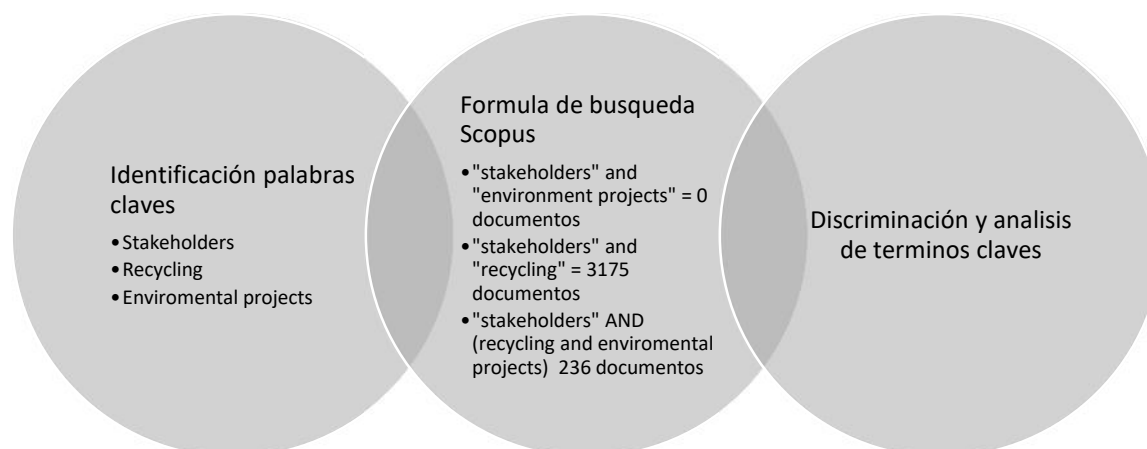 Identificación palabras
claves
•Stakeholders
•Recycling
•Enviromental projects
Formula de busqueda
Scopus
•"stakeholders" and
"environment projects" = 0
documentos
•"stakeholders" and
"recycling" = 3175
documentos
•"stakeholders" AND
(recycling and enviromental
projects) 236 documentos
Discriminación y analisis
de terminos claves